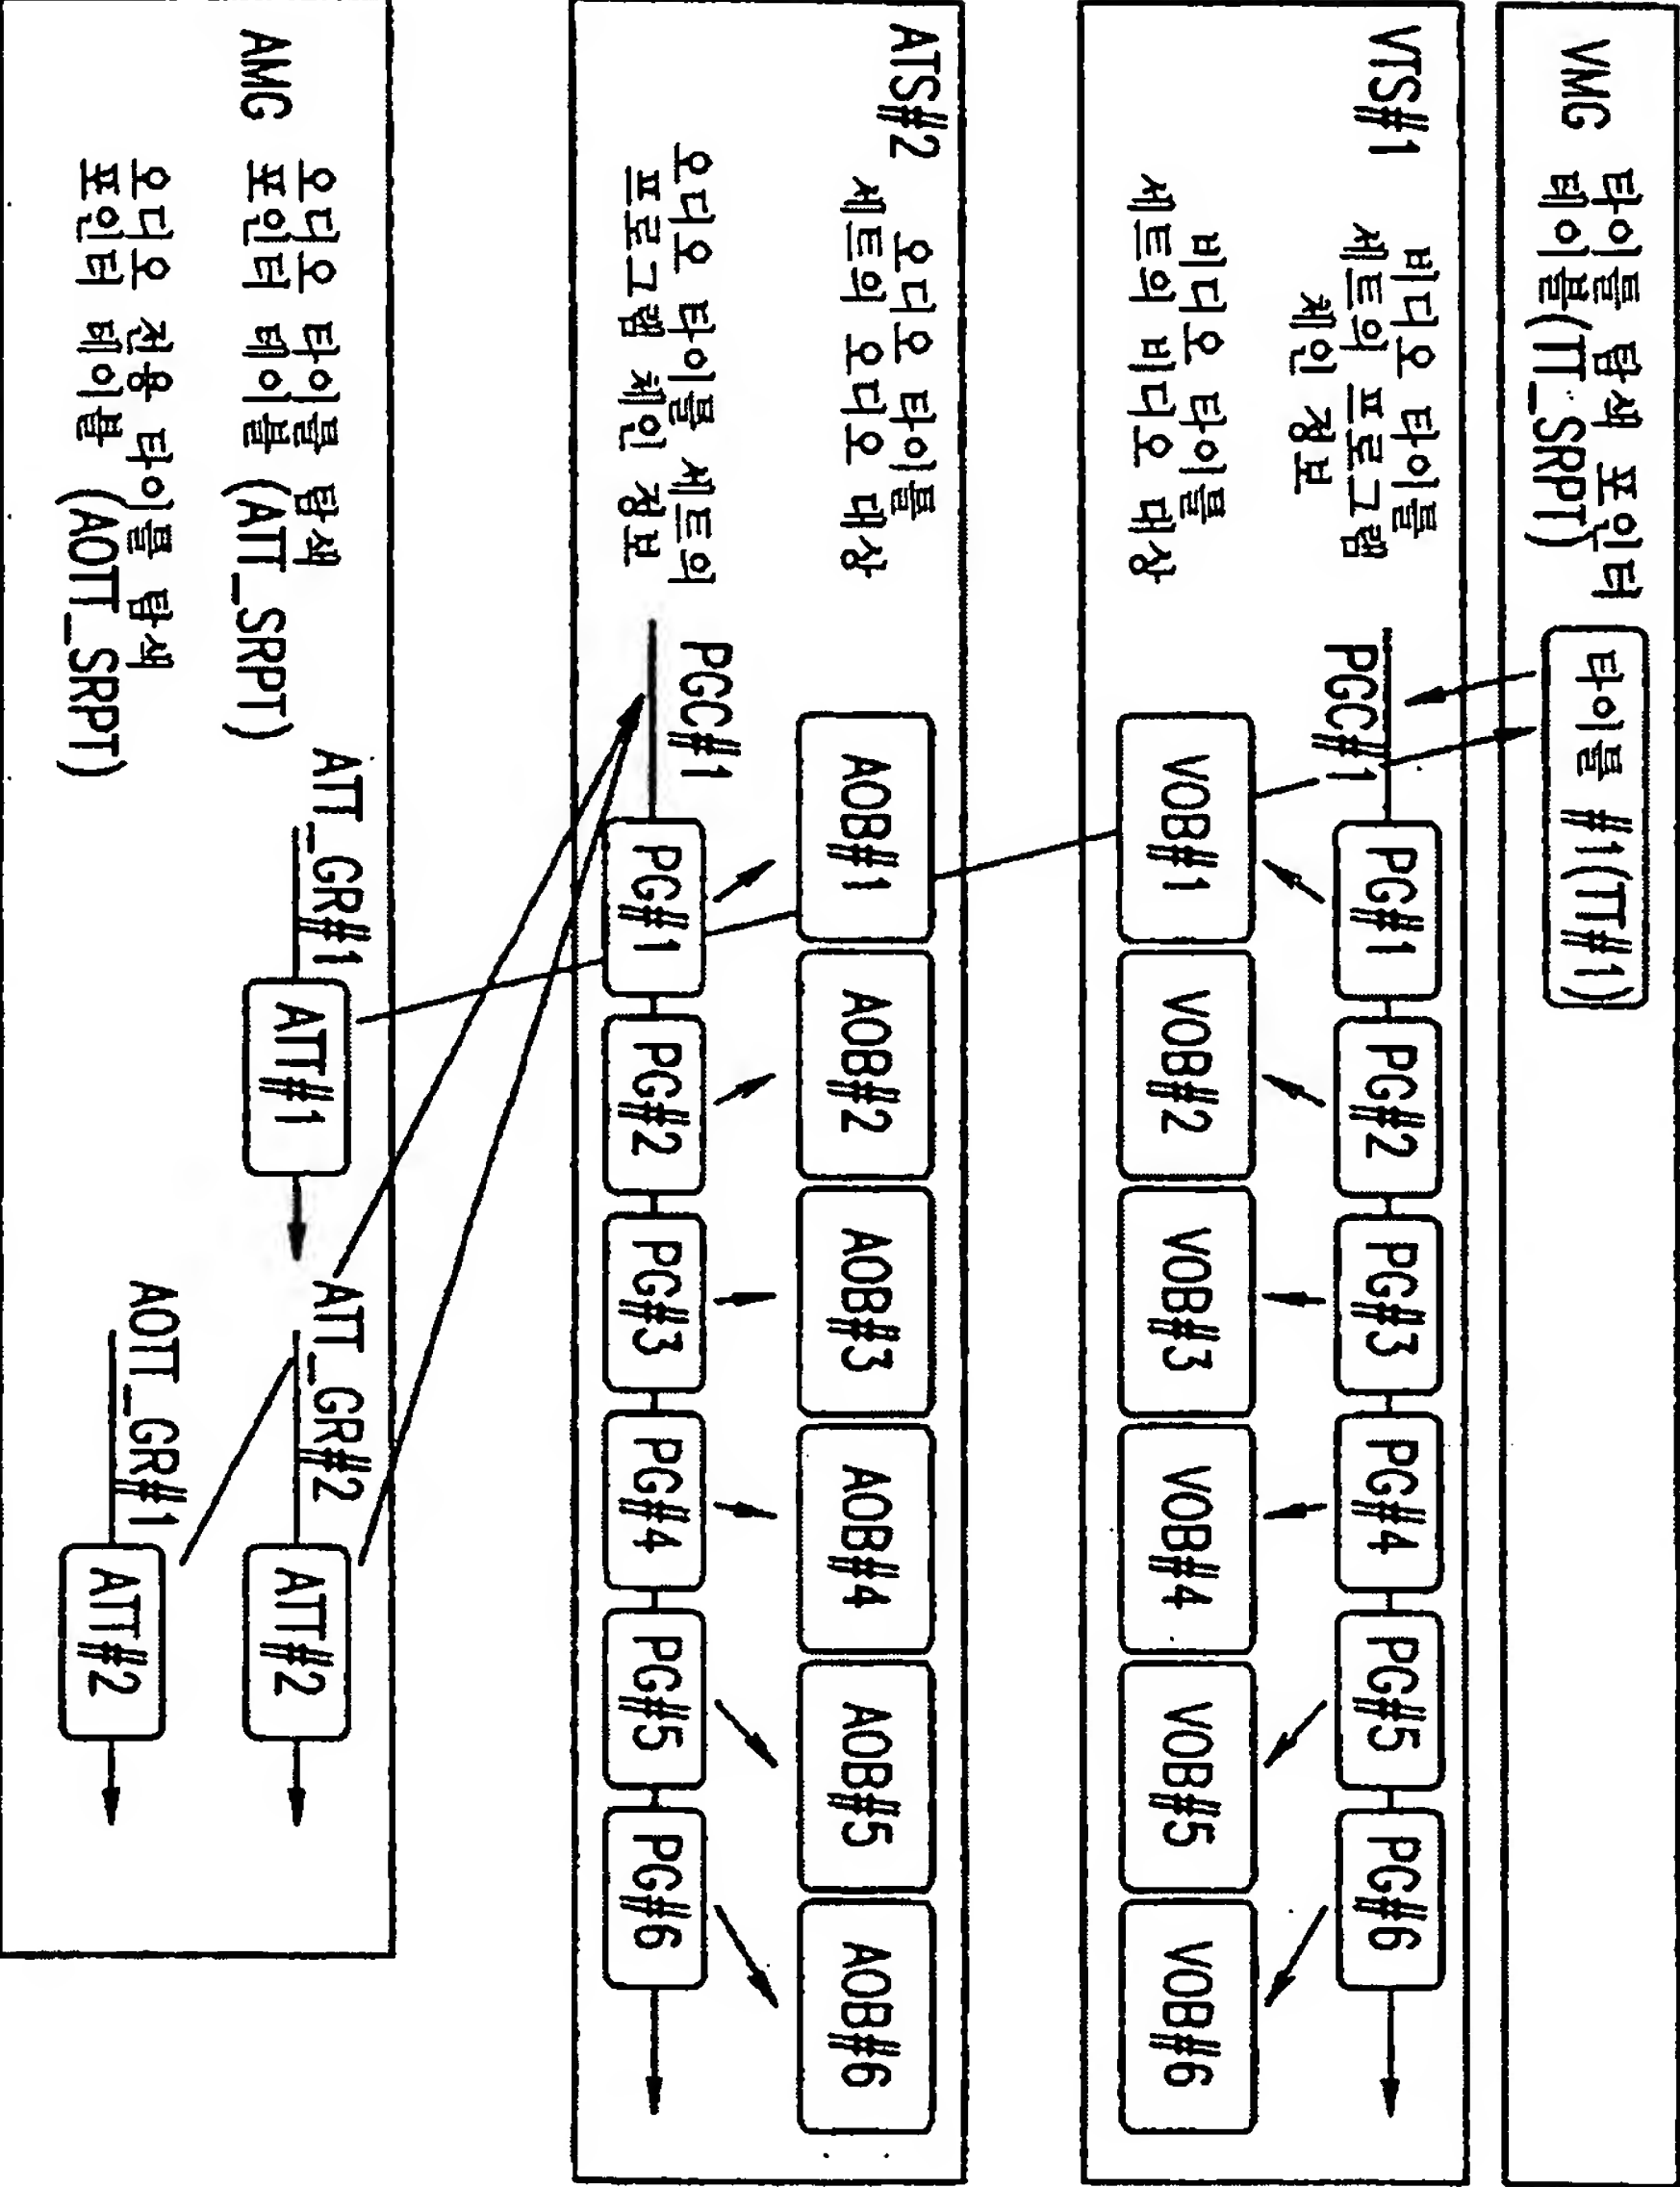 VMG
타이틀 탐색 포인터
테이블(TT_SRPT)
타이틀 #1(TT#1)
VTS#1
비디오 타이틀
세트의 프로그램
체인 정보
PGC#1
PG#1
PG#2
PG#3
PG#4
PG#5
PG#6
비디오 타이틀
세트의 비디오 대상
VOB#1
VOB#2
VOB#3
VOB#4
VOB#5
VOB#6
ATS#2
오디오 타이틀
세트의 오디오 대상
AOB#1
AOB#2
AOB#3
AOB#4
AOB#5
AOB#6
오디오 타이틀 세트의
프로그램 체인 정보
PGC#1
PG#1
PG#2
PG#3
PG#4
PG#5
PG#6
AMG
오디오 타이틀 탐색
포인터 테이블 (ATT_SRPT)
ATT_GR#1
ATT#1
ATT_GR#2
ATT#2
오디오 전용 타이틀 탐색
포인터 테이블 (AOTT_SRPT)
AOTT_GR#1
ATT#2